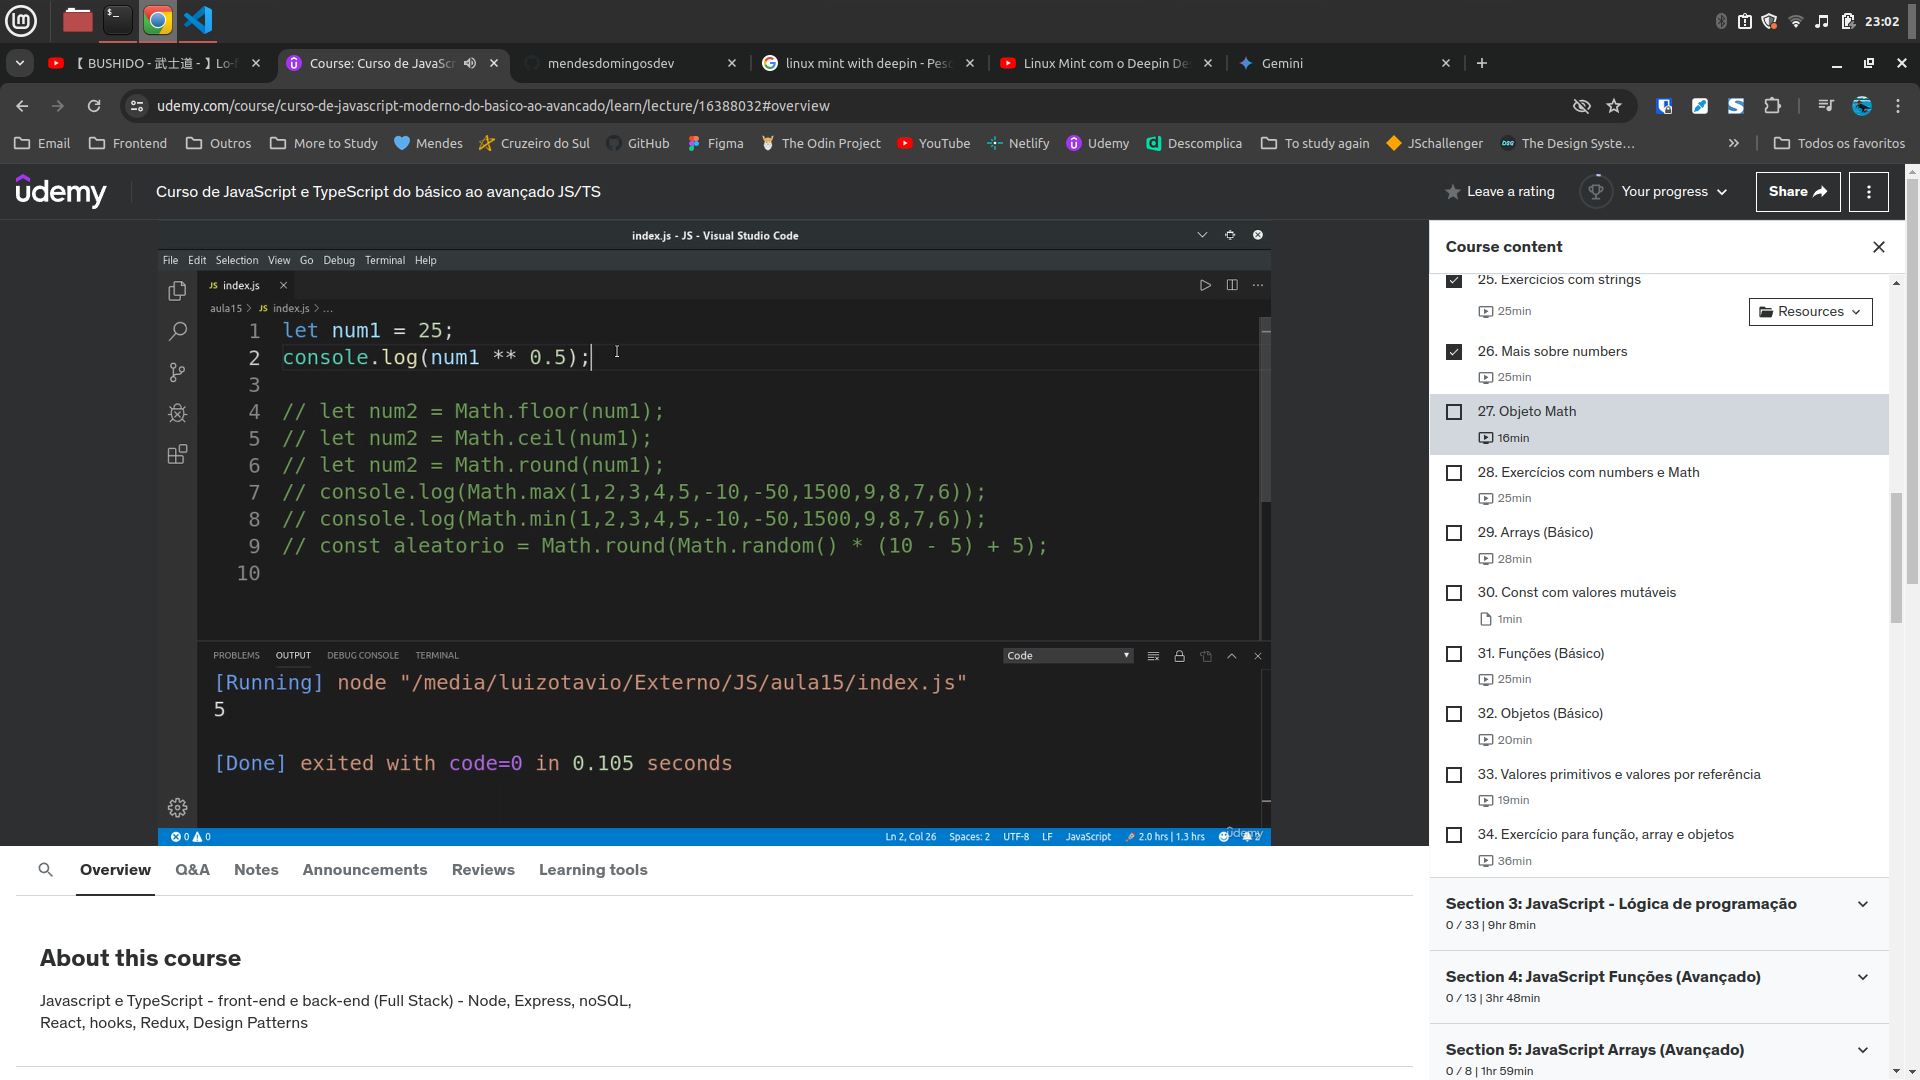 23:02
【 BUSHIDO - 武士道 - 】Lo-
Course: Curso de JavaScr
mendesdomingosdev
linux mint with deepin - Pes
Linux Mint com o Deepin De
Gemini
udemy.com/course/curso-de-javascript-moderno-do-basico-ao-avancado/learn/lecture/16388032#overview
Email
Frontend
Outros
More to Study
Mendes
Cruzeiro do Sul
GitHub
Figma
The Odin Project
YouTube
Netlify
Udemy
Descomplica
To study again
JSchallenger
The Design Syste…
Todos os favoritos
ûdemy
Curso de JavaScript e TypeScript do básico ao avançado JS/TS
Leave a rating
Your progress
Share
index.js - JS - Visual Studio Code
File Edit Selection View Go Debug Terminal Help
JS index.js
aula15 > JS index.js > ...
1 let num1 = 25;
2 console.log(num1 ** 0.5);
3
4 // let num2 = Math.floor(num1);
5 // let num2 = Math.ceil(num1);
6 // let num2 = Math.round(num1);
7 // console.log(Math.max(1,2,3,4,5,-10,-50,1500,9,8,7,6));
8 // console.log(Math.min(1,2,3,4,5,-10,-50,1500,9,8,7,6));
9 // const aleatorio = Math.round(Math.random() * (10 - 5) + 5);
10
PROBLEMS OUTPUT DEBUG CONSOLE TERMINAL
Code
[Running] node "/media/luizotavio/Externo/JS/aula15/index.js"
5
[Done] exited with code=0 in 0.105 seconds
0 0
Ln 2, Col 26 Spaces: 2 UTF-8 LF JavaScript 2.0 hrs | 1.3 hrs
ûdemy
Course content
25. Exercícios com strings
25min
Resources
26. Mais sobre numbers
25min
27. Objeto Math
16min
28. Exercícios com numbers e Math
25min
29. Arrays (Básico)
28min
30. Const com valores mutáveis
1min
31. Funções (Básico)
25min
32. Objetos (Básico)
20min
33. Valores primitivos e valores por referência
19min
34. Exercício para função, array e objetos
36min
Section 3: JavaScript - Lógica de programação
0 / 33 | 9hr 8min
Section 4: JavaScript Funções (Avançado)
0 / 13 | 3hr 48min
Section 5: JavaScript Arrays (Avançado)
0 / 8 | 1hr 59min
Overview
Q&A
Notes
Announcements
Reviews
Learning tools
About this course
Javascript e TypeScript - front-end e back-end (Full Stack) - Node, Express, noSQL,
React, hooks, Redux, Design Patterns